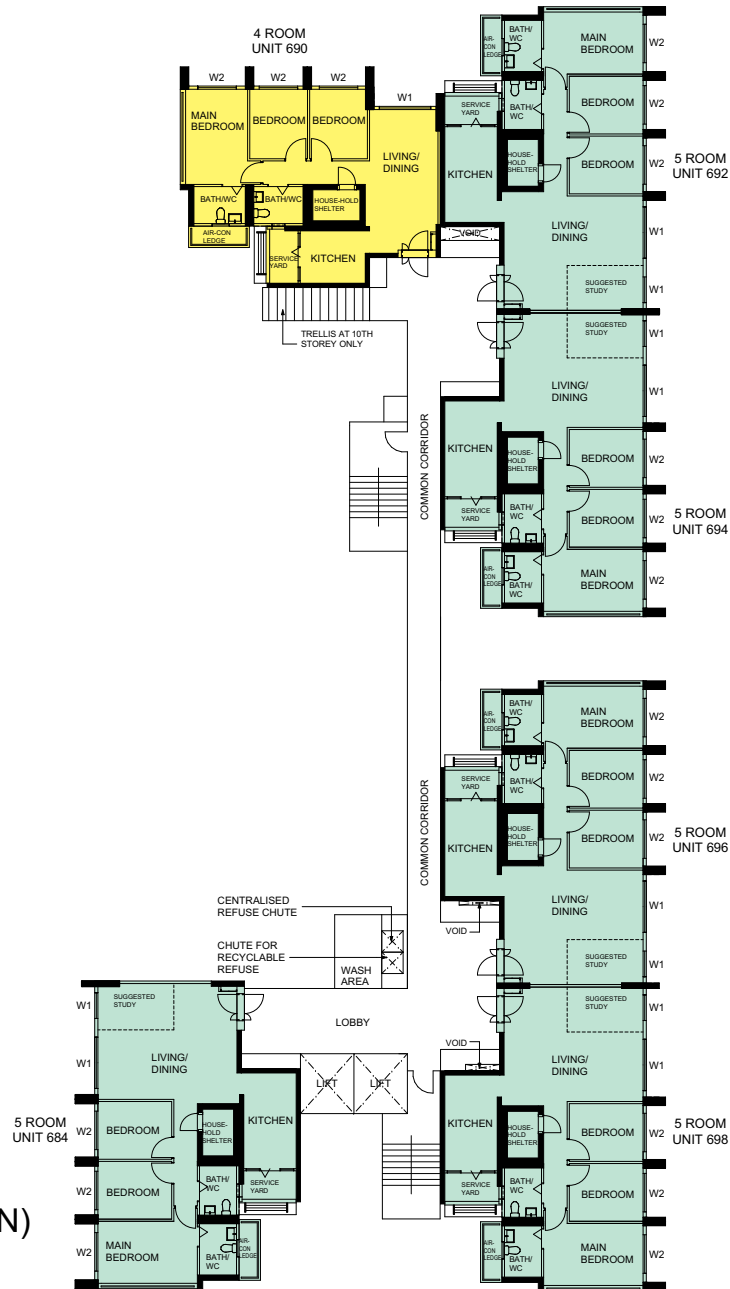 4 ROOM
UNIT 690
W2
W2
W2
W1
MAIN
BEDROOM
BEDROOM
BEDROOM
LIVING/
DINING
BATH/WC
BATH/WC
HOUSE-HOLD
SHELTER
AIR-CON
LEDGE
SERVICE
YARD
KITCHEN
TRELLIS AT 10TH
STOREY ONLY
AIR-
CON
LEDGE
BATH/
WC
MAIN
BEDROOM
W2
SERVICE
YARD
BATH/
WC
BEDROOM
W2
KITCHEN
HOUSE-
HOLD
SHELTER
BEDROOM
W2
5 ROOM
UNIT 692
VOID
LIVING/
DINING
W1
SUGGESTED
STUDY
W1
SUGGESTED
STUDY
W1
LIVING/
DINING
W1
COMMON CORRIDOR
KITCHEN
HOUSE-
HOLD
SHELTER
BEDROOM
W2
SERVICE
YARD
BATH/
WC
BEDROOM
W2
5 ROOM
UNIT 694
AIR-
CON
LEDGE
BATH/
WC
MAIN
BEDROOM
W2
AIR-
CON
LEDGE
BATH/
WC
MAIN
BEDROOM
W2
SERVICE
YARD
BATH/
WC
BEDROOM
W2
COMMON CORRIDOR
KITCHEN
HOUSE-
HOLD
SHELTER
BEDROOM
W2
5 ROOM
UNIT 696
VOID
LIVING/
DINING
W1
SUGGESTED
STUDY
W1
CENTRALISED
REFUSE CHUTE
CHUTE FOR
RECYCLABLE
REFUSE
WASH
AREA
LOBBY
LIFT
LIFT
VOID
SUGGESTED
STUDY
W1
LIVING/
DINING
W1
KITCHEN
HOUSE-
HOLD
SHELTER
BEDROOM
W2
5 ROOM
UNIT 698
SERVICE
YARD
BATH/
WC
BEDROOM
W2
AIR-
CON
LEDGE
BATH/
WC
MAIN
BEDROOM
W2
W1
SUGGESTED
STUDY
W1
LIVING/
DINING
5 ROOM
UNIT 684
W2
BEDROOM
HOUSE-
HOLD
SHELTER
KITCHEN
W2
BEDROOM
BATH/
WC
SERVICE
YARD
W2
MAIN
BEDROOM
BATH/
WC
AIR-
CON
LEDGE
N)